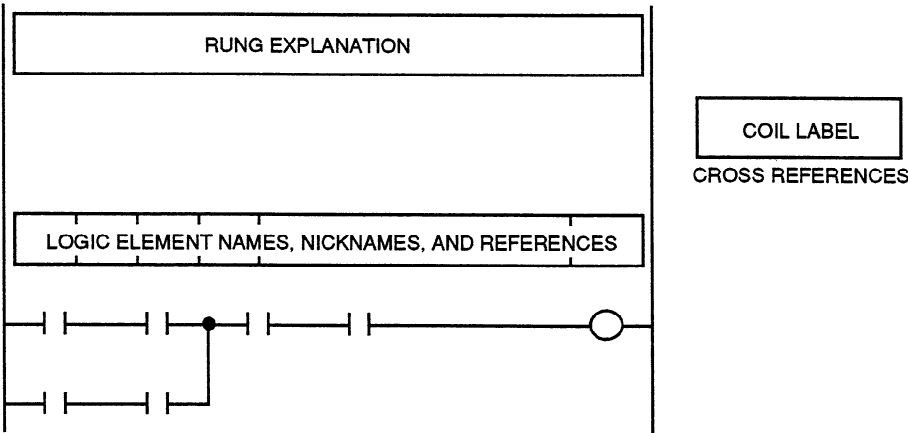 RUNG EXPLANATION
COIL LABEL
CROSS REFERENCES
LOGIC ELEMENT NAMES, NICKNAMES, AND REFERENCES